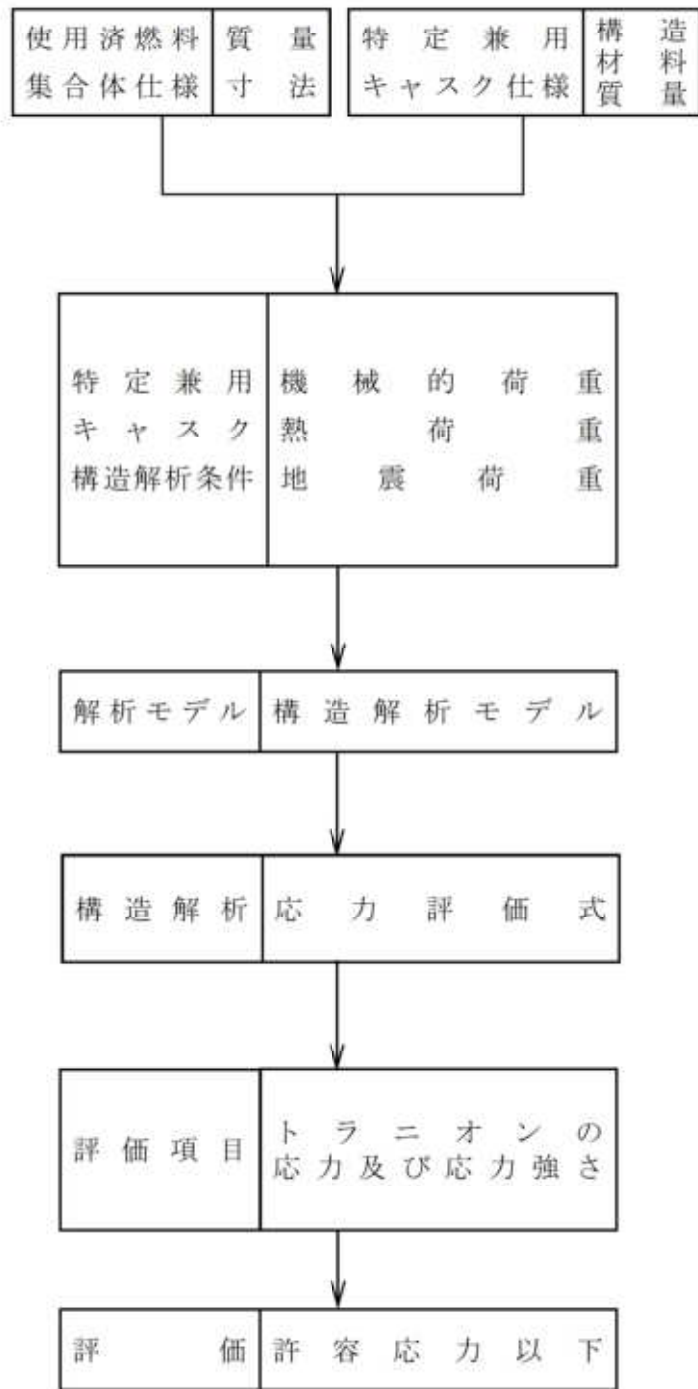 使用済燃料
集合体仕様
質量
寸法
特定兼用
キャスク仕様
構造
材料
質量
特定兼用
キャスク
構造解析条件
機械的荷重
熱荷重
地震荷重
解析モデル
構造解析モデル
構造解析
応力評価式
評価項目
トラニオンの
応力及び応力強さ
評価
許容応力以下